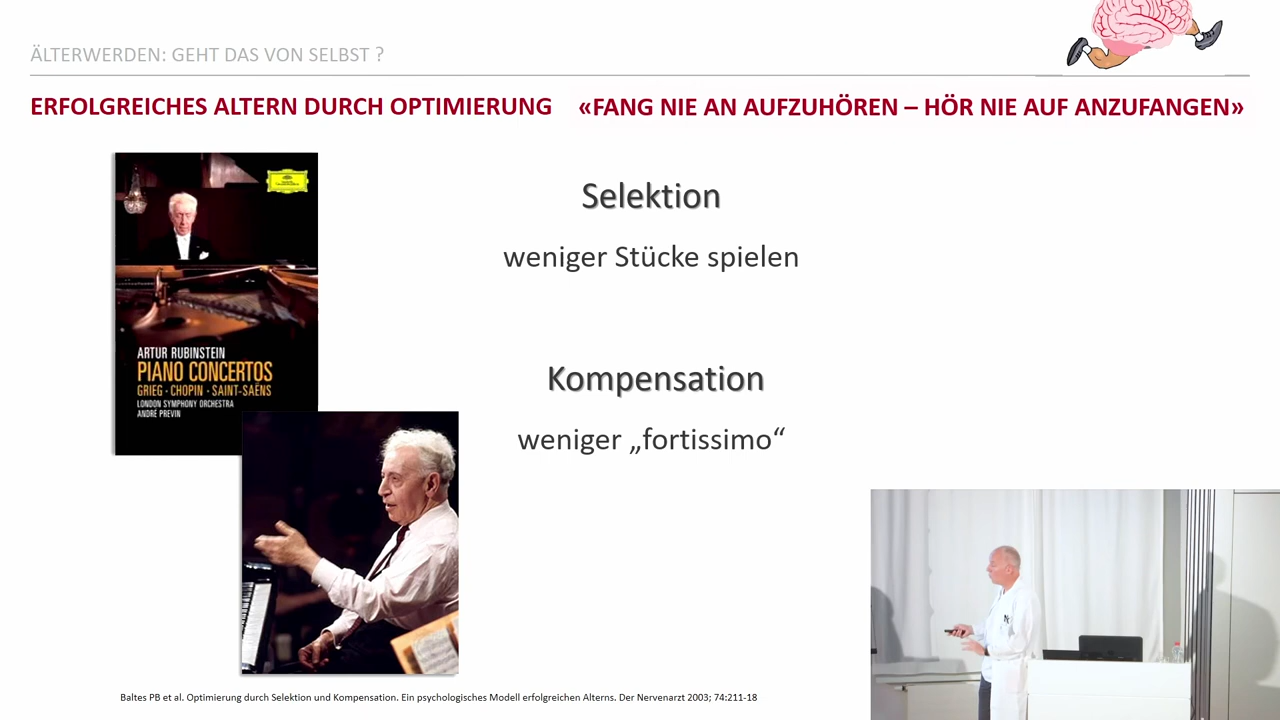 ÄLTERWERDEN: GEHT DAS VON SELBST ?
ERFOLGREICHES ALTERN DURCH OPTIMIERUNG «FANG NIE AN AUFZUHÖREN – HÖR NIE AUF ANZUFANGEN»
ARTUR RUBINSTEIN
PIANO CONCERTOS
GRIEG · CHOPIN · SAINT-SAËNS
LONDON SYMPHONY ORCHESTRA
ANDRÉ PREVIN
Selektion
weniger Stücke spielen
Kompensation
weniger „fortissimo“
Baltes PB et al. Optimierung durch Selektion und Kompensation. Ein psychologisches Modell erfolgreichen Alterns. Der Nervenarzt 2003; 74:211-18